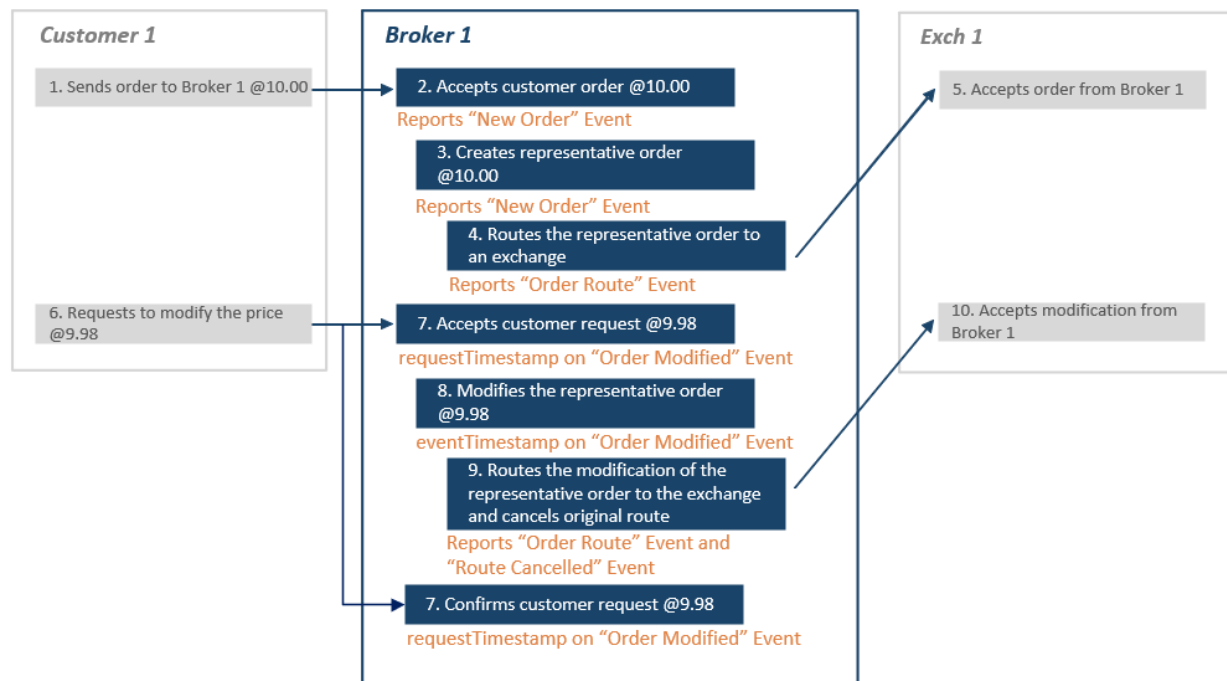 Customer 1
Broker 1
Exch 1
1. Sends order to Broker 1 @10.00
2. Accepts customer order @10.00
5. Accepts order from Broker 1
Reports “New Order” Event
3. Creates representative order
@10.00
Reports “New Order” Event
4. Routes the representative order to
an exchange
Reports “Order Route” Event
6. Requests to modify the price
@9.98
7. Accepts customer request @9.98
10. Accepts modification from
Broker 1
requestTimestamp on “Order Modified” Event
8. Modifies the representative order
@9.98
eventTimestamp on “Order Modified” Event
9. Routes the modification of the
representative order to the exchange
and cancels original route
Reports “Order Route” Event and
“Route Cancelled” Event
7. Confirms customer request @9.98
requestTimestamp on “Order Modified” Event